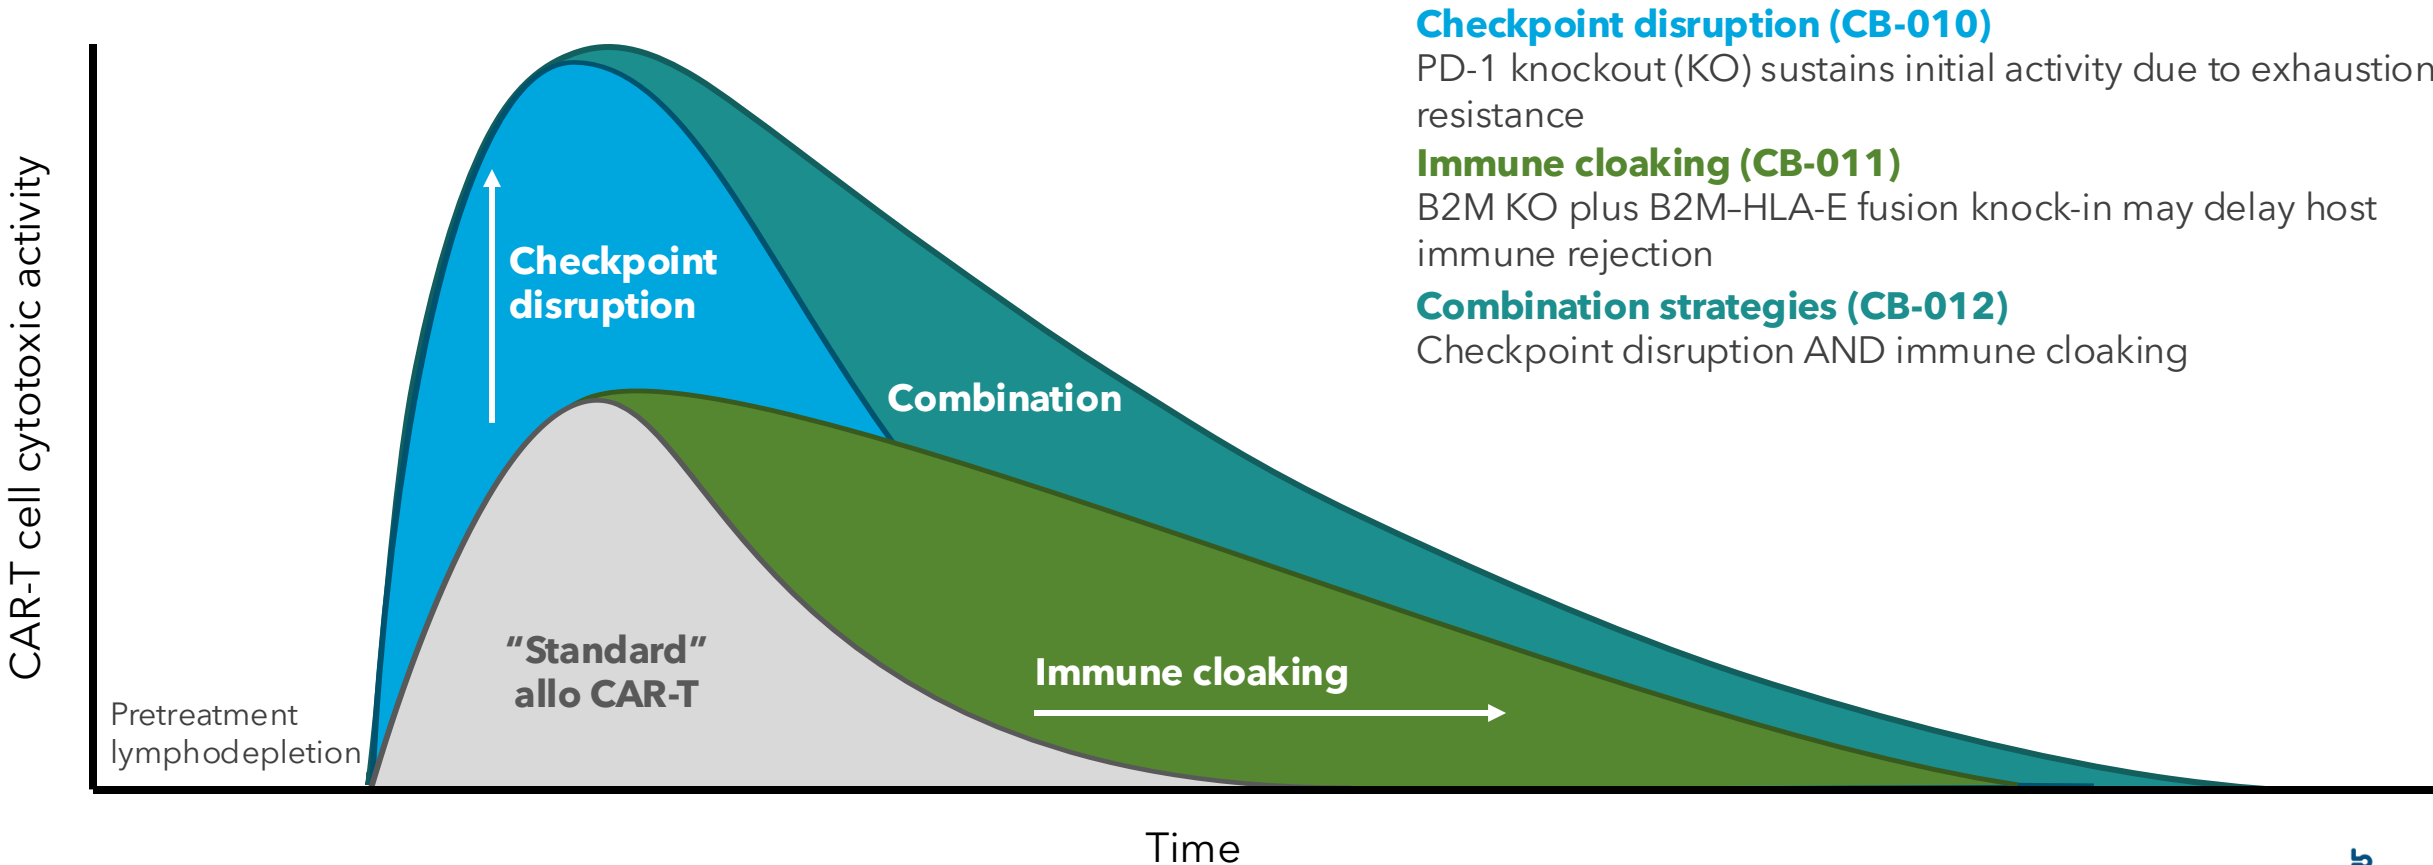 Checkpoint disruption (CB-010)
PD-1 knockout (KO) sustains initial activity due to exhaustion
resistance
Immune cloaking (CB-011)
B2M KO plus B2M–HLA-E fusion knock-in may delay host
immune rejection
Combination strategies (CB-012)
Checkpoint disruption AND immune cloaking
CAR-T cell cytotoxic activity
Checkpoint
disruption
Combination
"Standard"
allo CAR-T
Immune cloaking
Pretreatment
lymphodepletion
Time